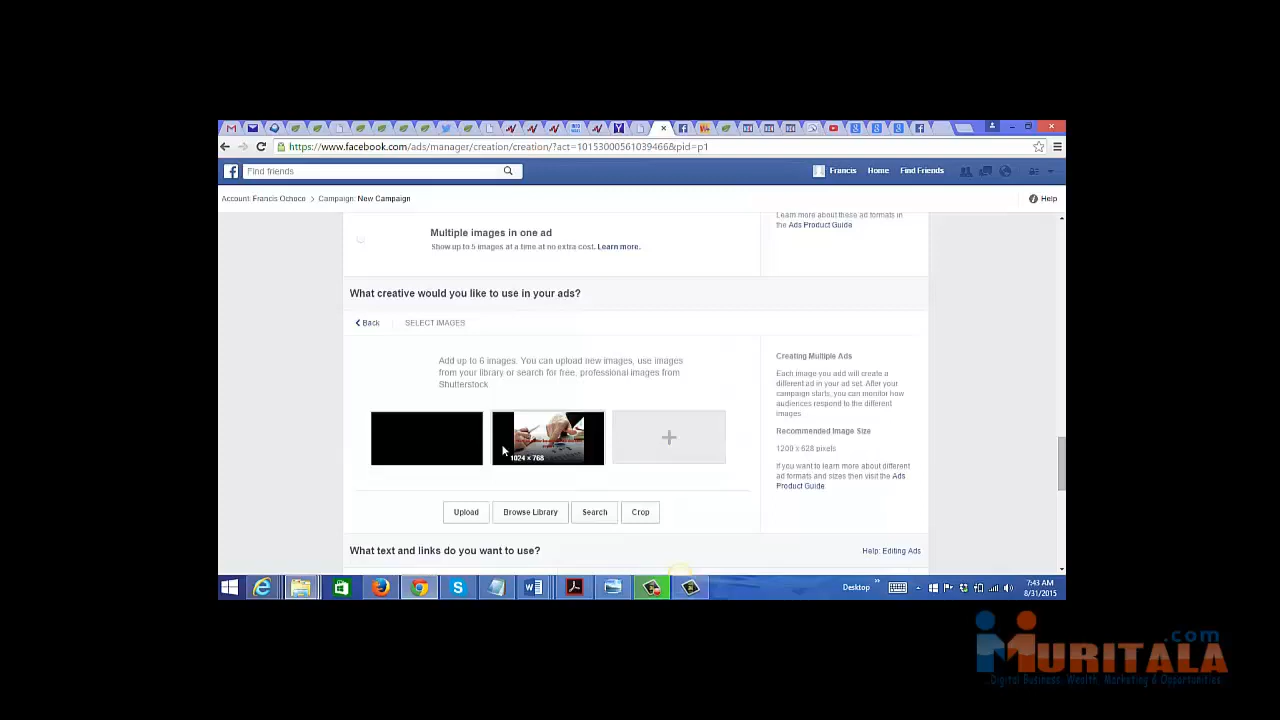 https://www.facebook.com/ads/manager/creation/creation/?act=10153000561039466&pid=p1
Find friends
Francis Home Find Friends
Account: Francis Ochoco > Campaign: New Campaign
Help
Learn more about these ad formats in
the Ads Product Guide
Multiple images in one ad
Show up to 5 images at a time at no extra cost. Learn more.
What creative would you like to use in your ads?
Back SELECT IMAGES
Add up to 6 images. You can upload new images, use images
from your library or search for free, professional images from
Shutterstock
Creating Multiple Ads
Each image you add will create a
different ad in your ad set. After your
campaign starts, you can monitor how
audiences respond to the different
images
Recommended Image Size
1200 x 628 pixels
If you want to learn more about different
ad formats and sizes then visit the Ads
Product Guide
1024 × 768
Upload Browse Library Search Crop
What text and links do you want to use?
Help: Editing Ads
Desktop
7:43 AM
8/31/2015
MURITALA
.com
Digital Business, Wealth, Marketing & Opportunities